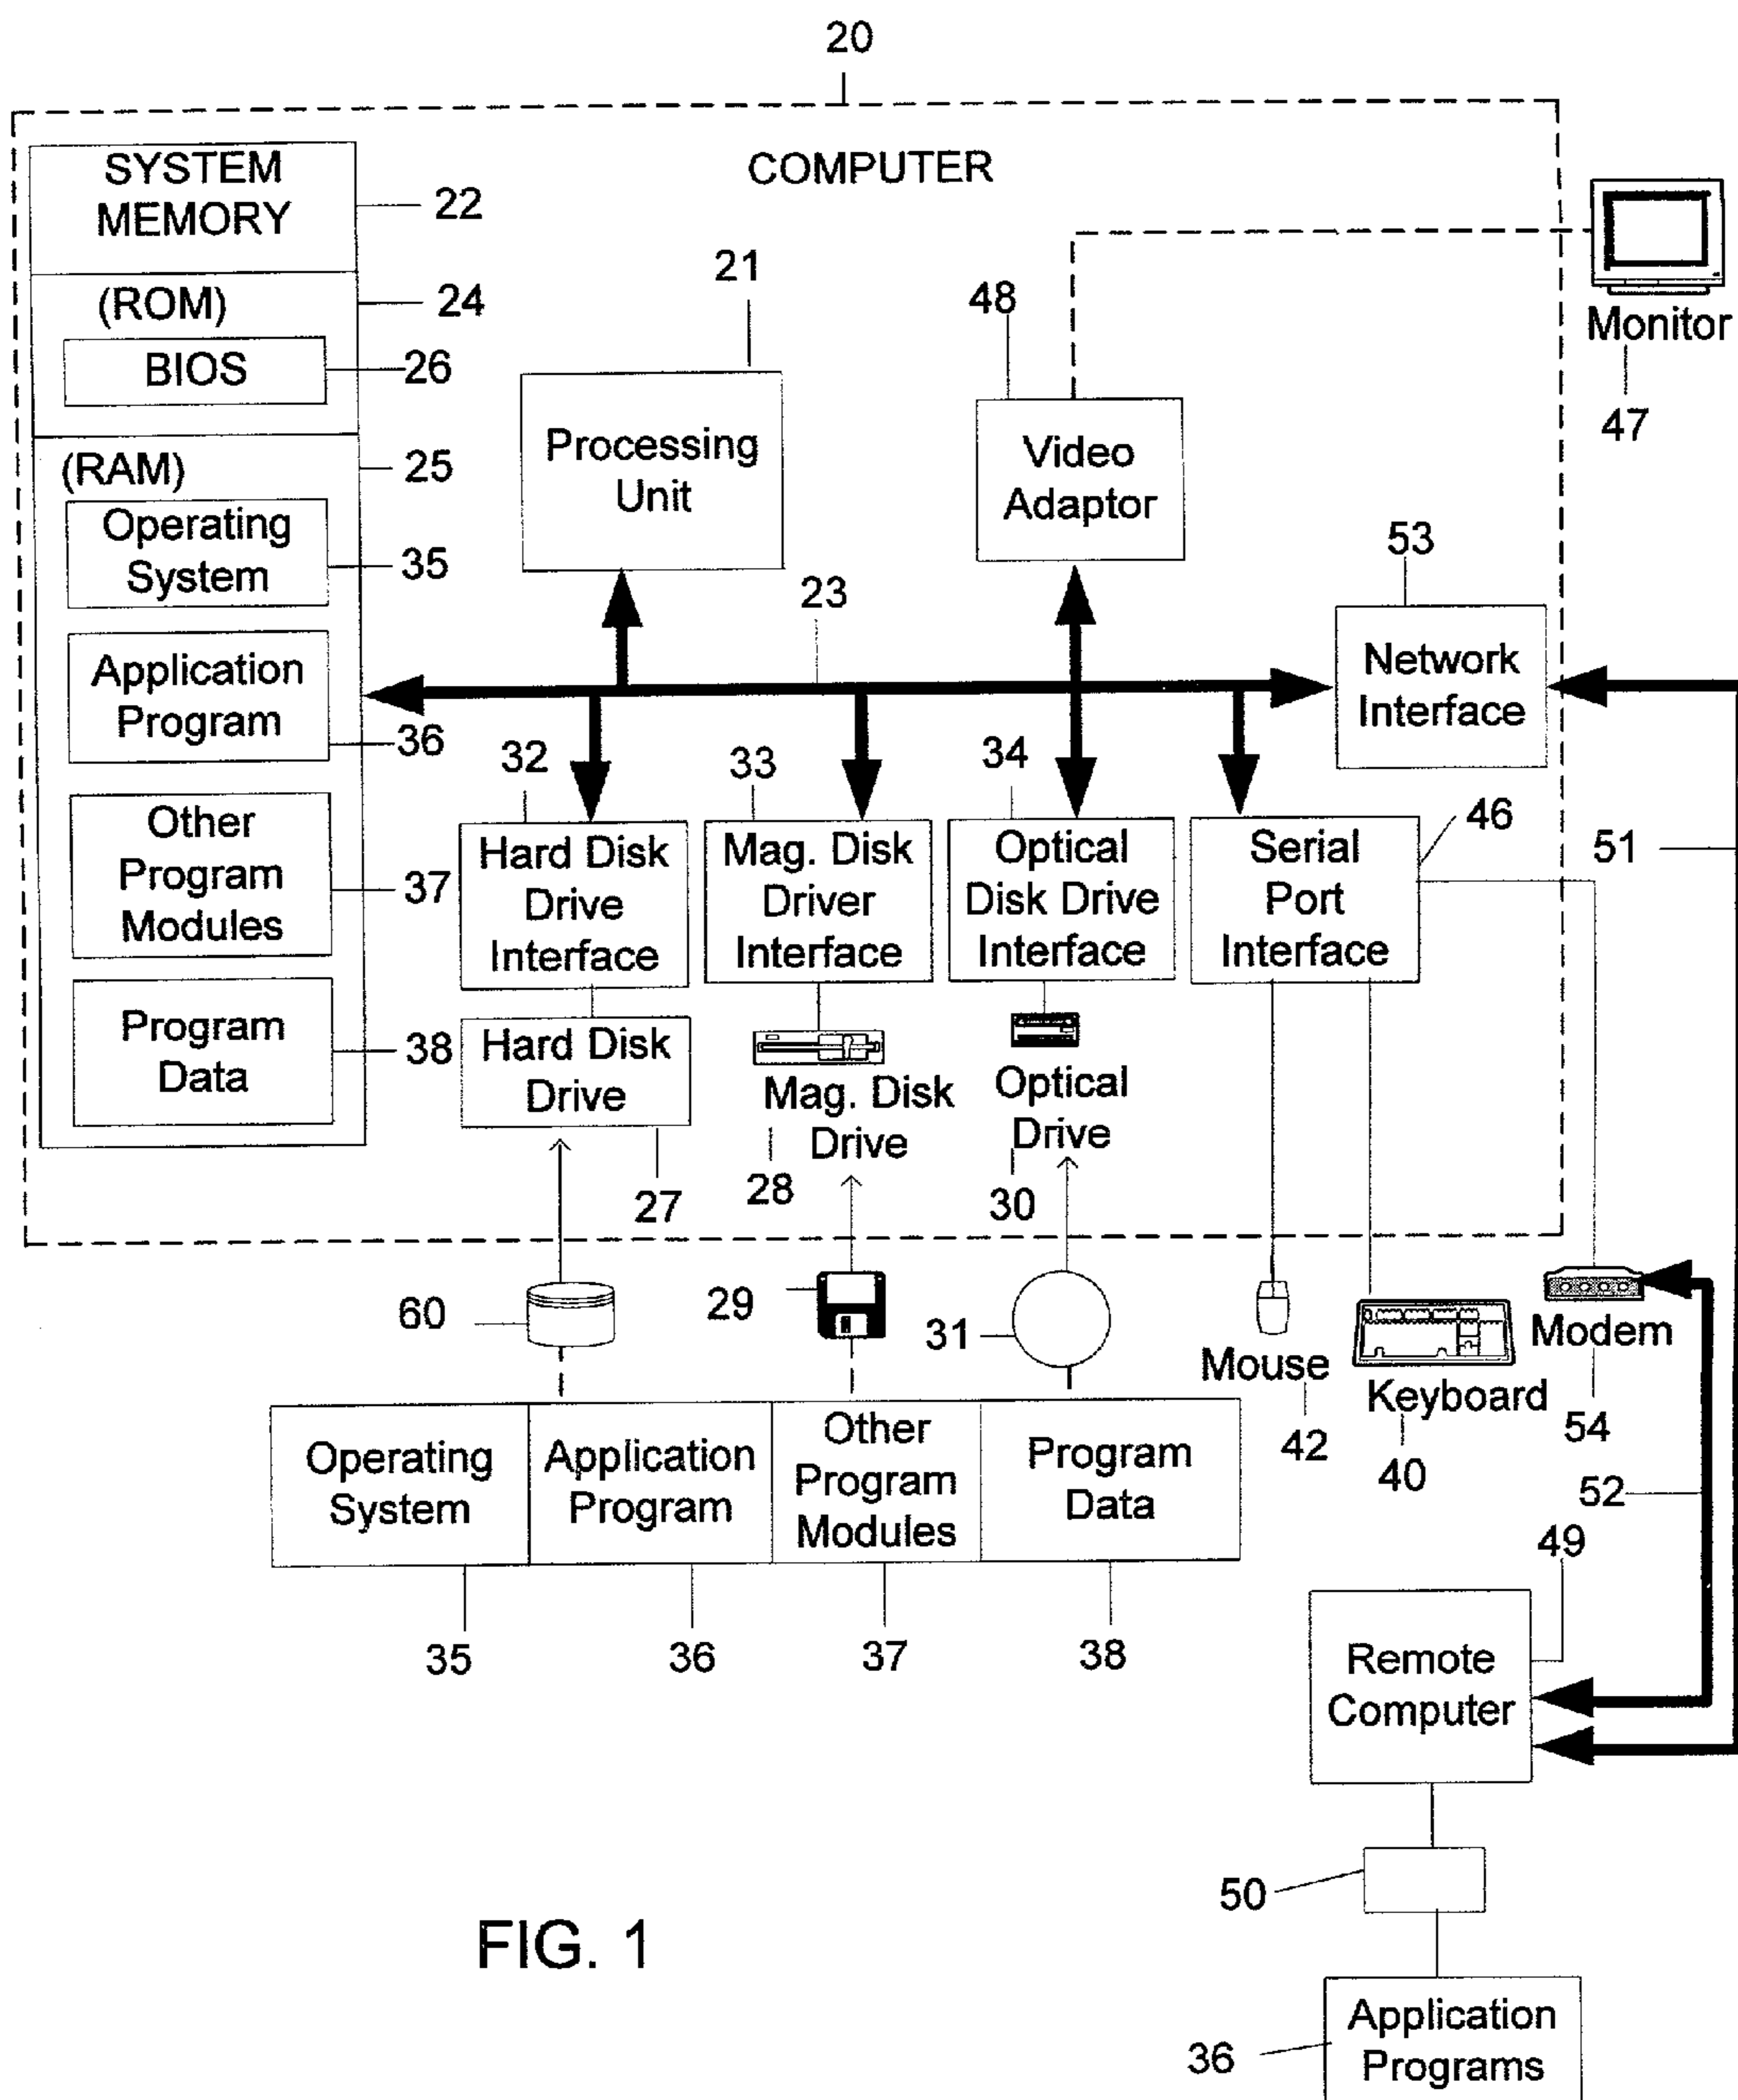 20
COMPUTER
SYSTEM
MEMORY
22
(ROM)
24
BIOS
26
(RAM)
25
Operating
System
35
Application
Program
36
Other
Program
Modules
37
Program
Data
38
21
Processing
Unit
48
Video
Adaptor
Monitor
47
23
53
Network
Interface
32
Hard Disk
Drive
Interface
33
Mag. Disk
Driver
Interface
34
Optical
Disk Drive
Interface
46
Serial
Port
Interface
51
Hard Disk
Drive
27
Mag. Disk
Drive
28
Optical
Drive
30
60
29
31
Mouse
42
Keyboard
40
Modem
54
52
Operating
System
35
Application
Program
36
Other
Program
Modules
37
Program
Data
38
49
Remote
Computer
50
36
Application
Programs
FIG. 1